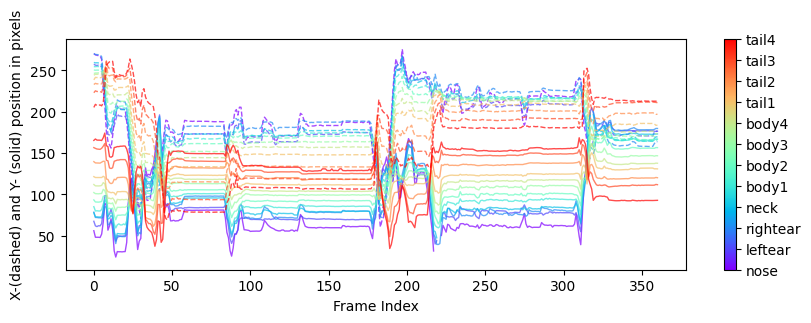 X-(dashed) and Y- (solid) position in pixels
250
200
150
100
50
0
50
100
150
200
250
300
350
Frame Index
tail4
tail3
tail2
tail1
body4
body3
body2
body1
neck
rightear
leftear
nose